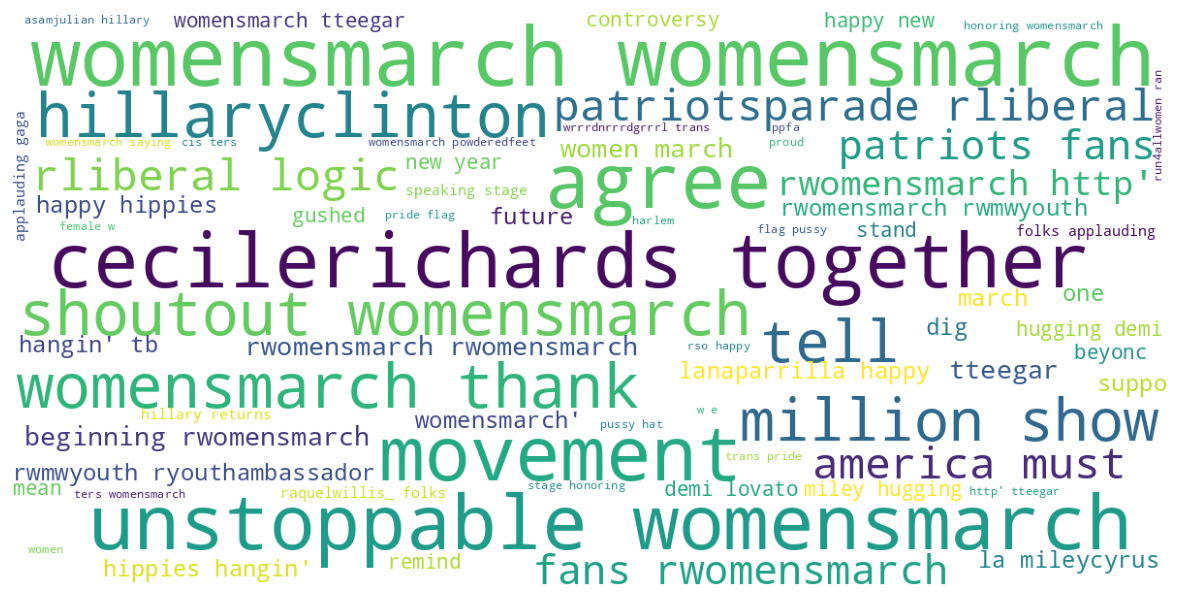 asamjulian hillary
womensmarch tteegar
controversy
happy new
honoring womensmarch
womensmarch womensmarch
hillaryclinton
patriotsparade rliberal
run4allwomen ran
applauding gaga
womensmarch saying
cis ters
womensmarch powderedfeet
wrrrdnrrrdgrrrl trans
ppfa
women march
proud
patriots fans
rliberal logic
new year
agree
speaking stage
rwomensmarch http'
happy hippies
gushed
pride flag
future
harlem
rwomensmarch rwmwyouth
female w
flag pussy
stand
folks applauding
cecilerichards together
shoutout womensmarch
march
one
tell
dig
hugging demi
hangin' tb
rwomensmarch rwomensmarch
rso happy
beyonc
womensmarch thank
lanaparrilla happy
tteegar
suppo
hillary returns
womensmarch'
pussy hat
w e
million show
beginning rwomensmarch
movement
trans pride
america must
rwmwyouth ryouthambassador
mean
ters womensmarch
raquelwillis_ folks
stage honoring
demi lovato
miley hugging
http' tteegar
unstoppable womensmarch
women
hippies hangin'
remind
fans rwomensmarch
la mileycyrus